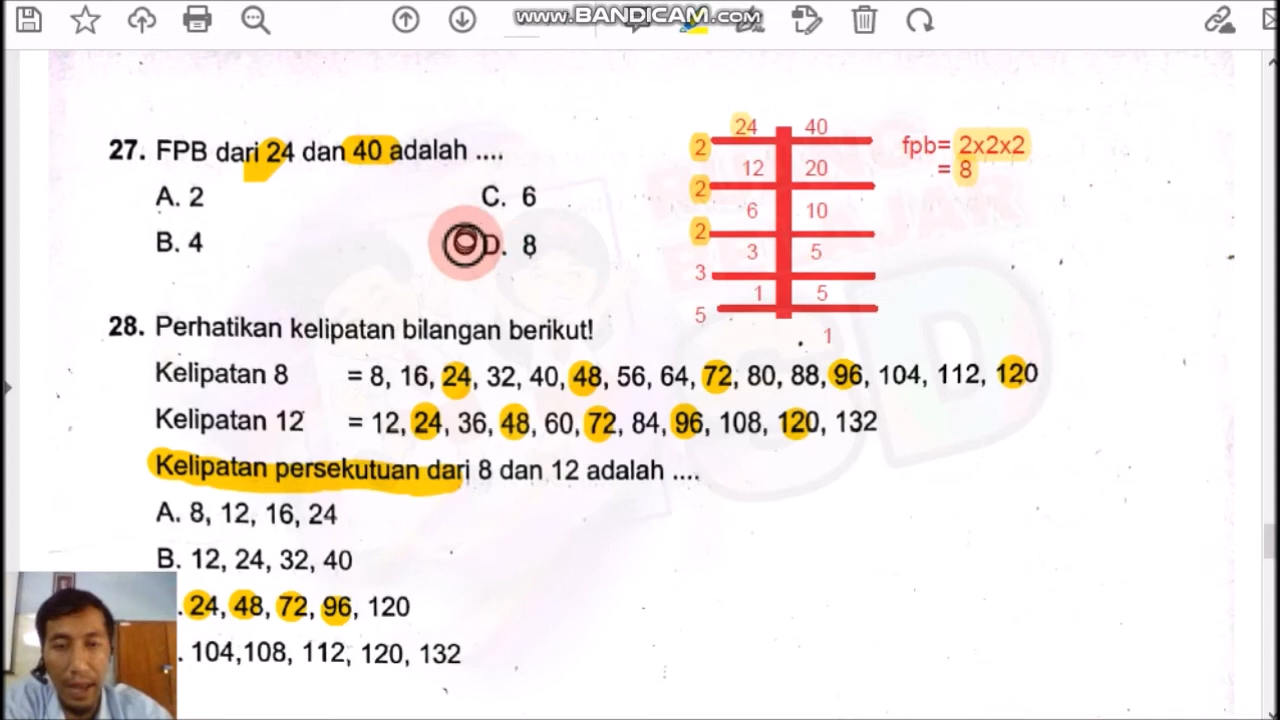 www.BANDICAM.com
27. FPB dari 24 dan 40 adalah ....
A. 2
B. 4
C. 6
D. 8
24 40
2
12 20
2
6 10
2
3 5
3
1 5
5
1
fpb= 2x2x2
= 8
28. Perhatikan kelipatan bilangan berikut!
Kelipatan 8 = 8, 16, 24, 32, 40, 48, 56, 64, 72, 80, 88, 96, 104, 112, 120
Kelipatan 12 = 12, 24, 36, 48, 60, 72, 84, 96, 108, 120, 132
Kelipatan persekutuan dari 8 dan 12 adalah ....
A. 8, 12, 16, 24
B. 12, 24, 32, 40
. 24, 48, 72, 96, 120
. 104,108, 112, 120, 132